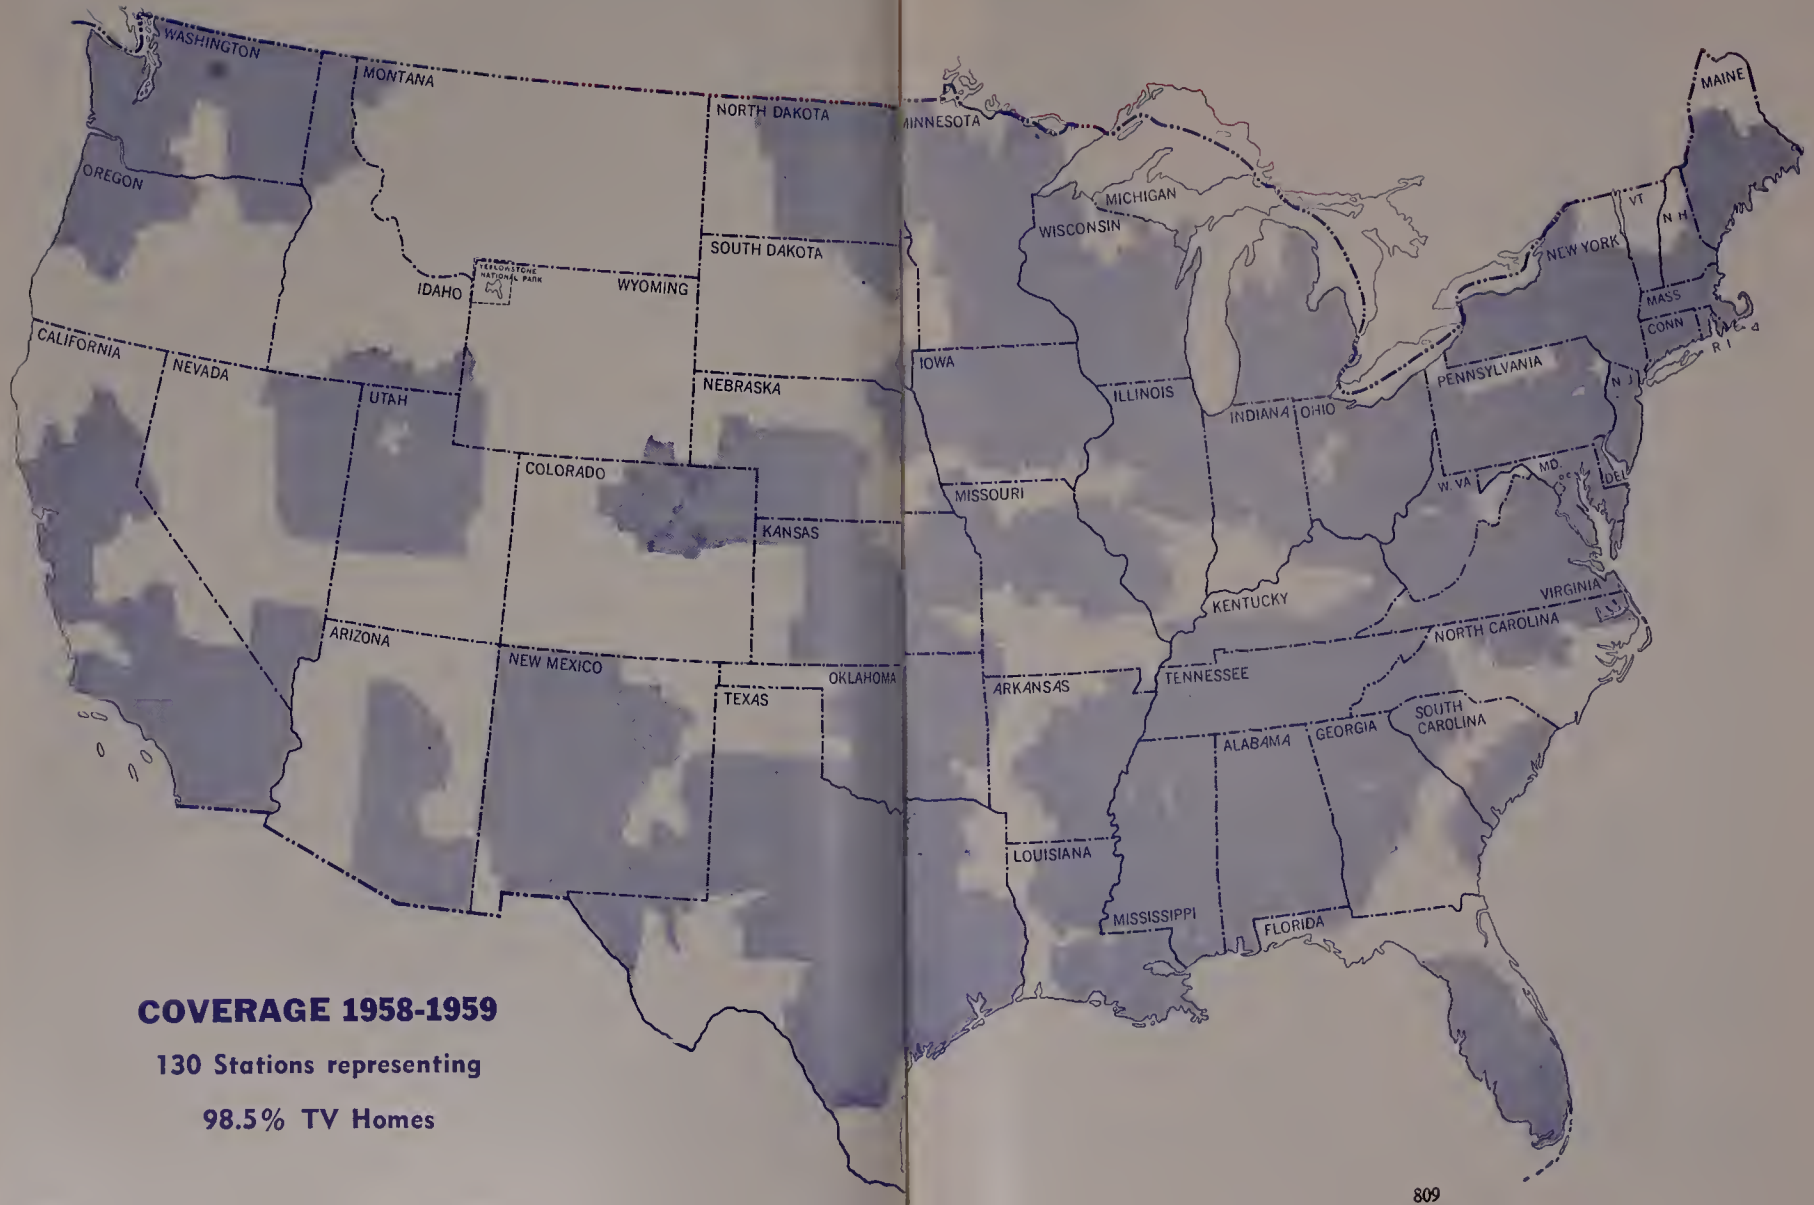 WASHINGTON
MONTANA
NORTH DAKOTA
MINNESOTA
MAINE
OREGON
MICHIGAN
WISCONSIN
VT
N H
NEW YORK
SOUTH DAKOTA
YELLOWSTONE
NATIONAL PARK
IDAHO
WYOMING
MASS
CONN
R I
CALIFORNIA
NEVADA
UTAH
NEBRASKA
IOWA
ILLINOIS
INDIANA
OHIO
PENNSYLVANIA
N J
COLORADO
KANSAS
MISSOURI
W. VA
MD.
DEL
KENTUCKY
VIRGINIA
NORTH CAROLINA
ARIZONA
NEW MEXICO
OKLAHOMA
TEXAS
ARKANSAS
TENNESSEE
SOUTH
CAROLINA
ALABAMA
GEORGIA
LOUISIANA
MISSISSIPPI
FLORIDA
COVERAGE 1958-1959
130 Stations representing
98.5% TV Homes
809